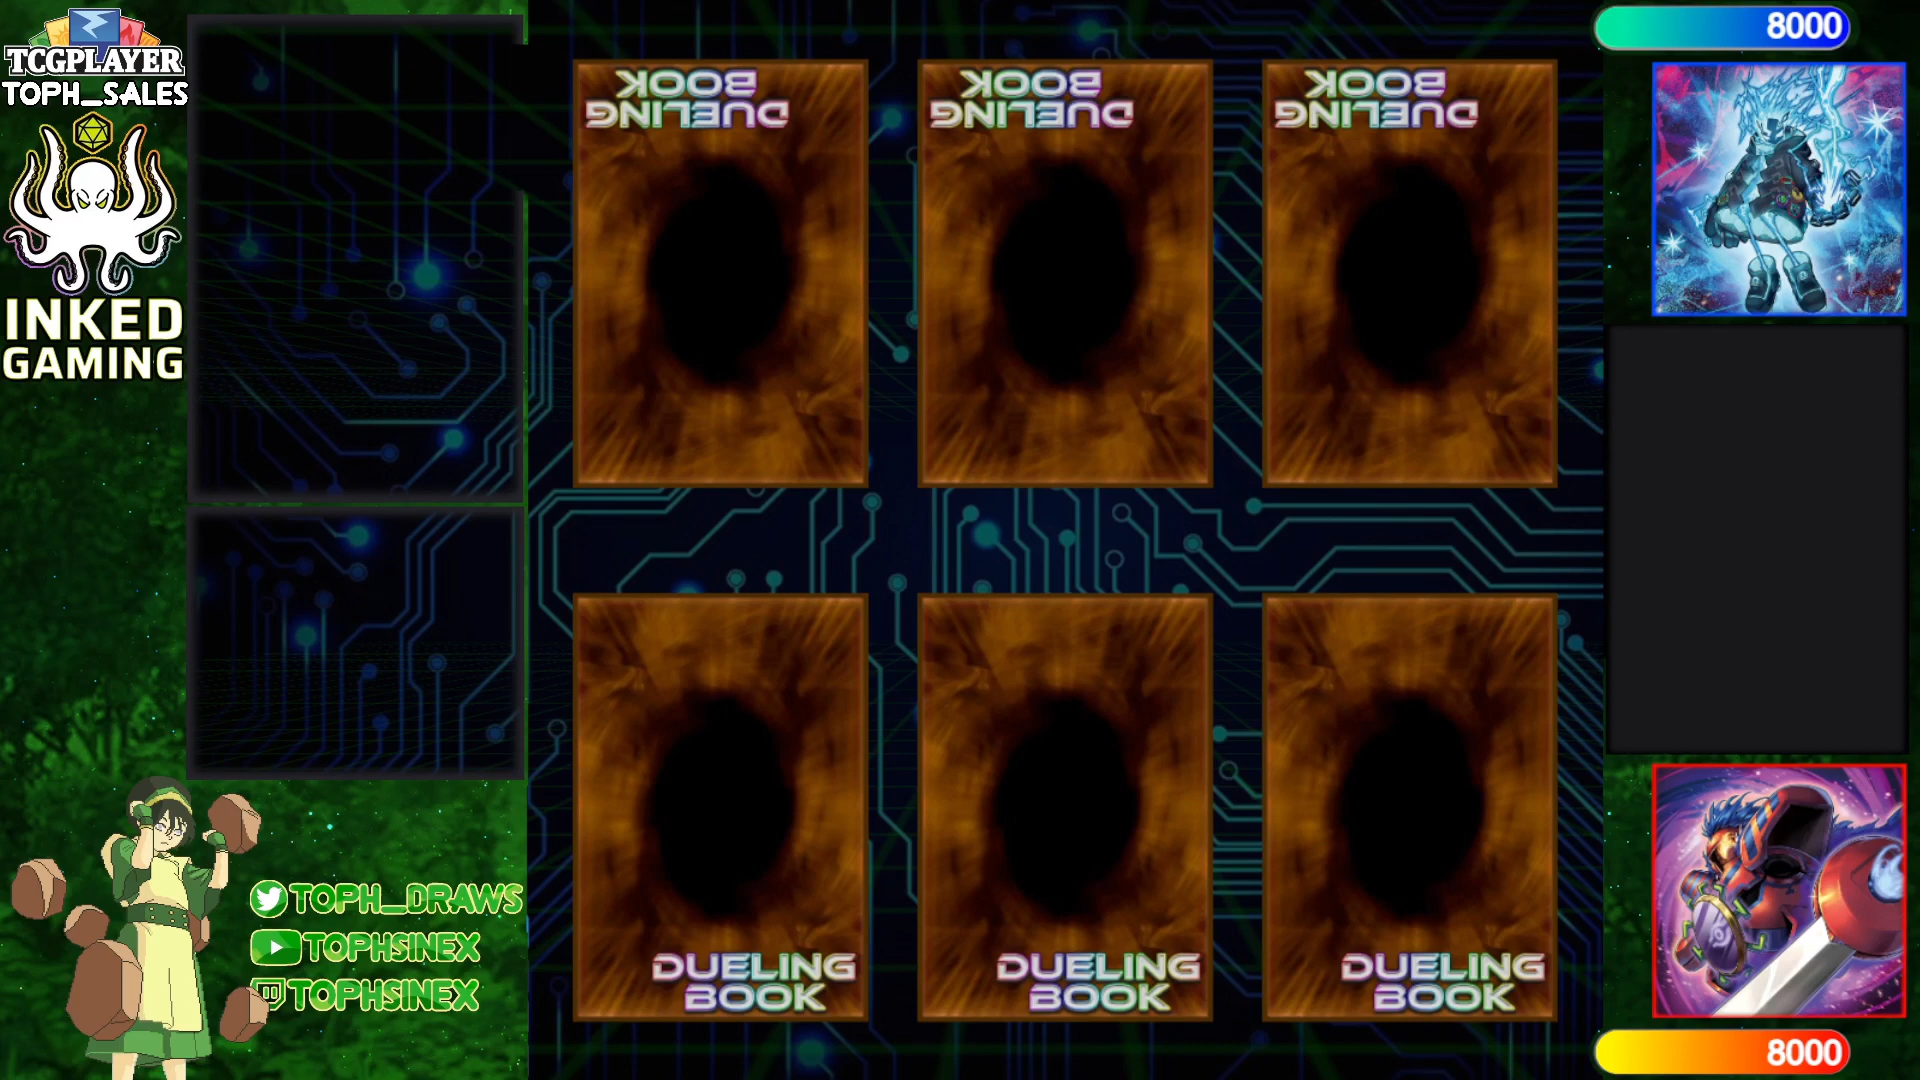 TCGPLAYER
TOPH_SALES
INKED
GAMING
8000
DUELING
BOOK
DUELING
BOOK
DUELING
BOOK
DUELING
BOOK
DUELING
BOOK
DUELING
BOOK
TOPH_DRAWS
TOPHSINEX
TOPHSINEX
8000